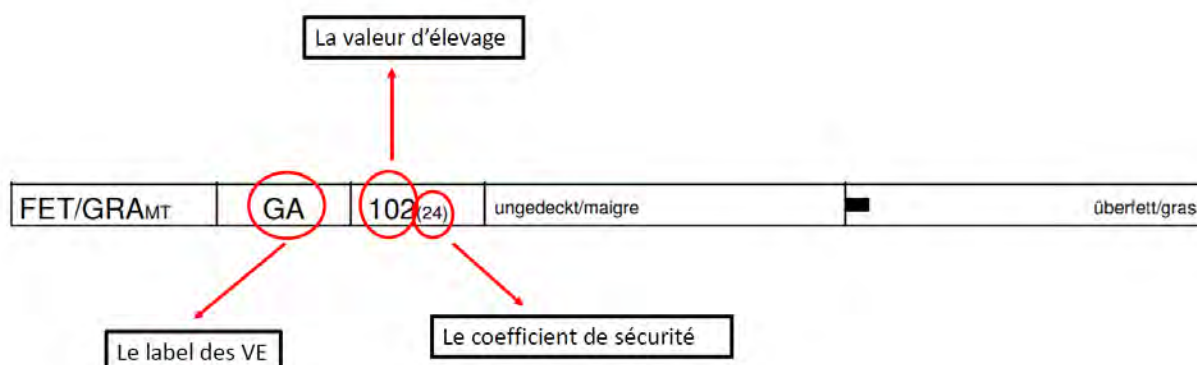 La valeur d'élevage
FET/GRAMT GA 102(24) ungedeckt/maigre überfett/gras
Le label des VE
Le coefficient de sécurité